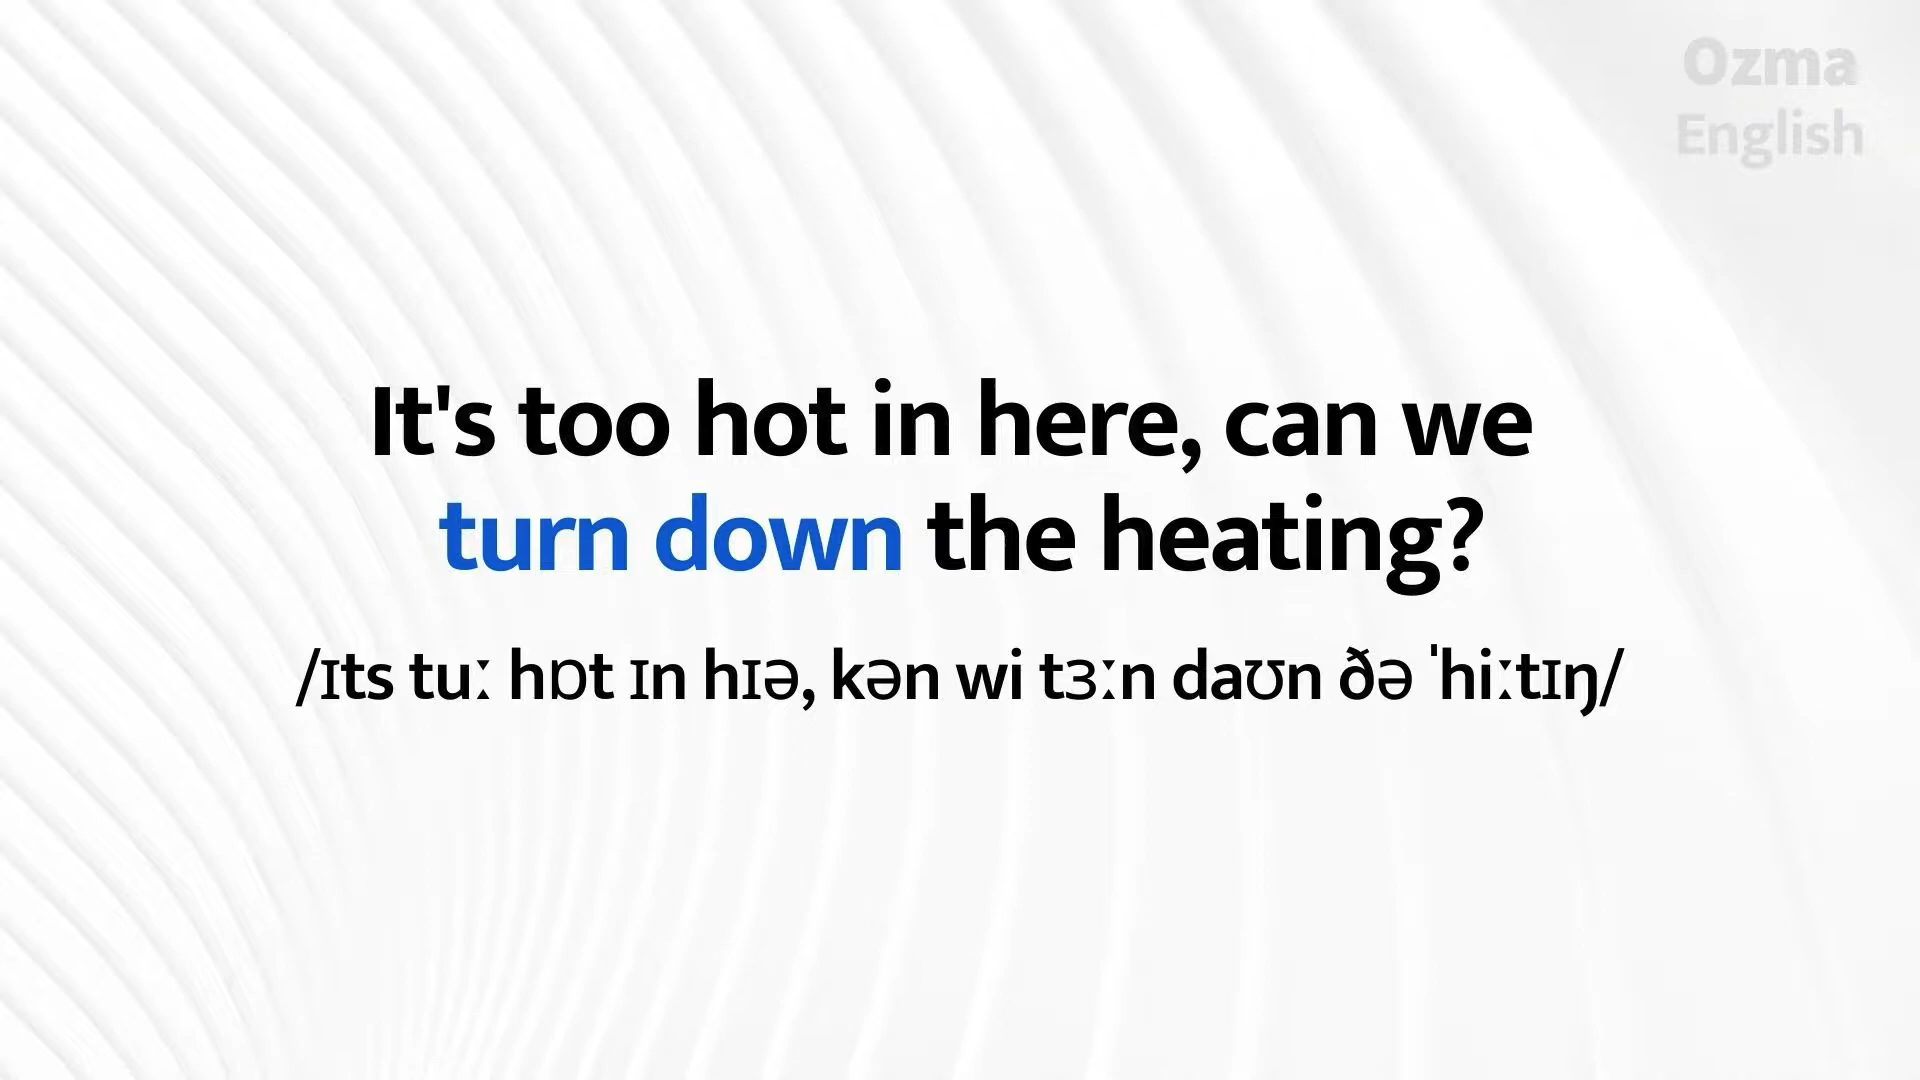 Ozma
English
It's too hot in here, can we
turn down the heating?
/ɪts tuː hɒt ɪn hɪə, kən wi tɜːn daʊn ðə ˈhiːtɪŋ/